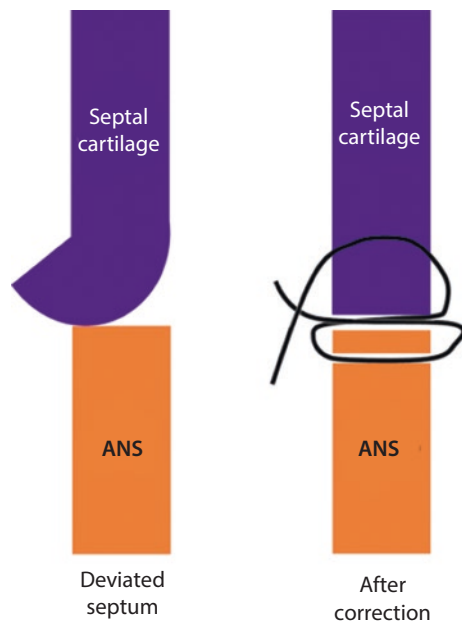 Septal
cartilage
Septal
cartilage
ANS
ANS
Deviated
septum
After
correction